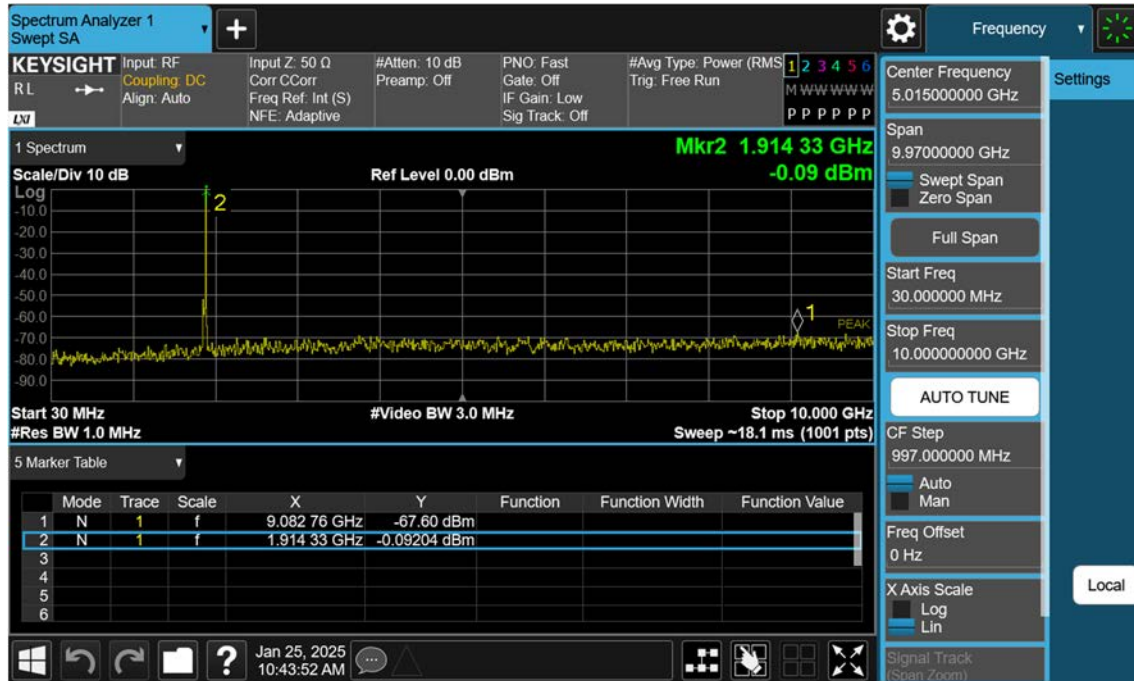 Spectrum Analyzer 1
Swept SA
+
Frequency
KEYSIGHT
RL
LXI
Input: RF
Coupling: DC
Align: Auto
Input Z: 50 Ω
Corr CCorr
Freq Ref: Int (S)
NFE: Adaptive
#Atten: 10 dB
Preamp: Off
PNO: Fast
Gate: Off
IF Gain: Low
Sig Track: Off
#Avg Type: Power (RMS
Trig: Free Run
1 2 3 4 5 6
M W W W W W
P P P P P P
1 Spectrum
Mkr2 1.914 33 GHz
-0.09 dBm
Scale/Div 10 dB
Ref Level 0.00 dBm
Log
2
-10.0
-20.0
-30.0
-40.0
-50.0
-60.0
1
PEAK
-70.0
-80.0
-90.0
Start 30 MHz
#Video BW 3.0 MHz
Stop 10.000 GHz
#Res BW 1.0 MHz
Sweep ~18.1 ms (1001 pts)
5 Marker Table
Mode Trace Scale X Y Function Function Width Function Value
1 N 1 f 9.082 76 GHz -67.60 dBm
2 N 1 f 1.914 33 GHz -0.09204 dBm
3
4
5
6
?
Jan 25, 2025
10:43:52 AM
Center Frequency
5.015000000 GHz
Settings
Span
9.97000000 GHz
Swept Span
Zero Span
Full Span
Start Freq
30.000000 MHz
Stop Freq
10.000000000 GHz
AUTO TUNE
CF Step
997.000000 MHz
Auto
Man
Freq Offset
0 Hz
X Axis Scale
Log
Lin
Local
Signal Track
(Span Zoom)